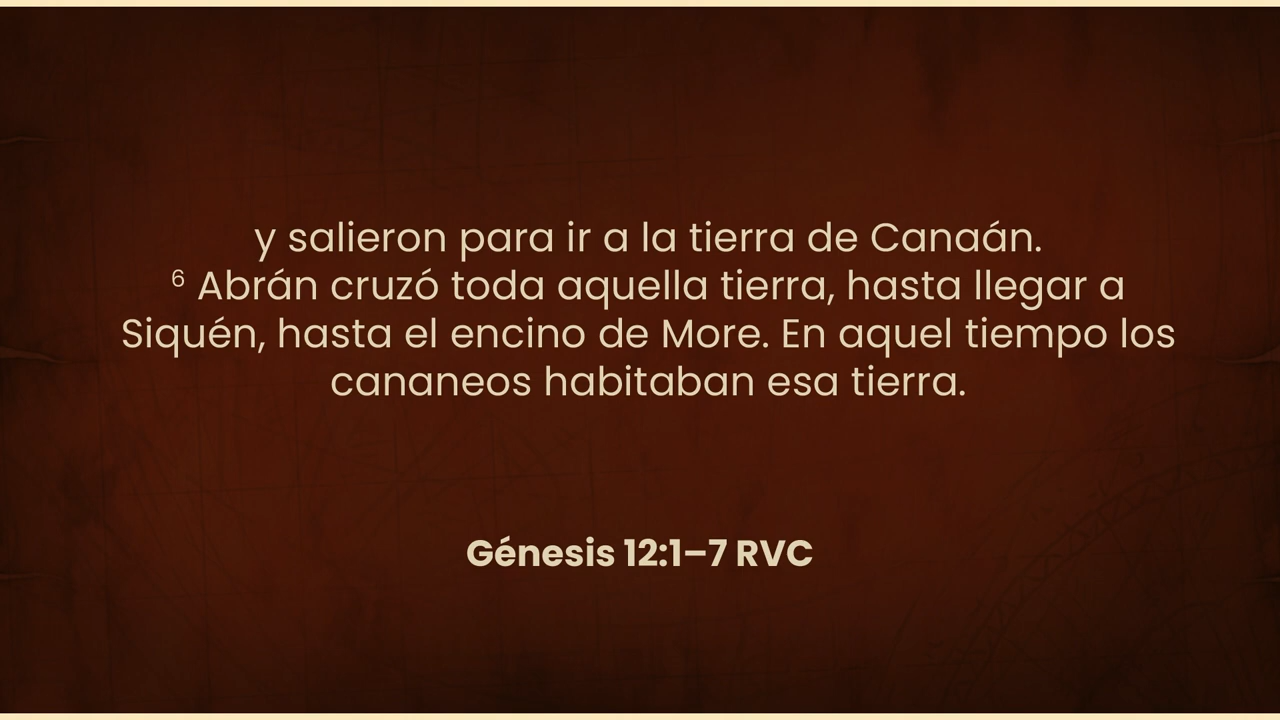 y salieron para ir a la tierra de Canaán.
⁶ Abrán cruzó toda aquella tierra, hasta llegar a
Siquén, hasta el encino de More. En aquel tiempo los
cananeos habitaban esa tierra.
Génesis 12:1–7 RVC